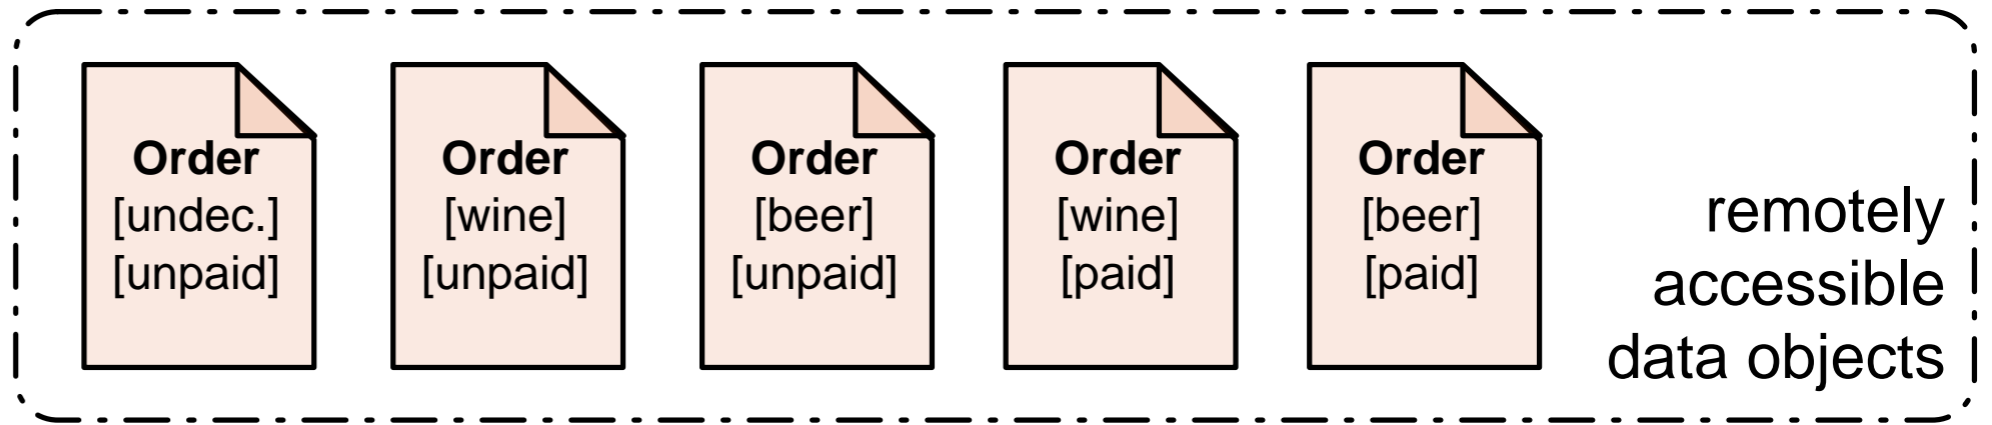 Order
[undec.]
[unpaid]
Order
[wine]
[unpaid]
Order
[beer]
[unpaid]
Order
[wine]
[paid]
Order
[beer]
[paid]
remotely
accessible
data objects